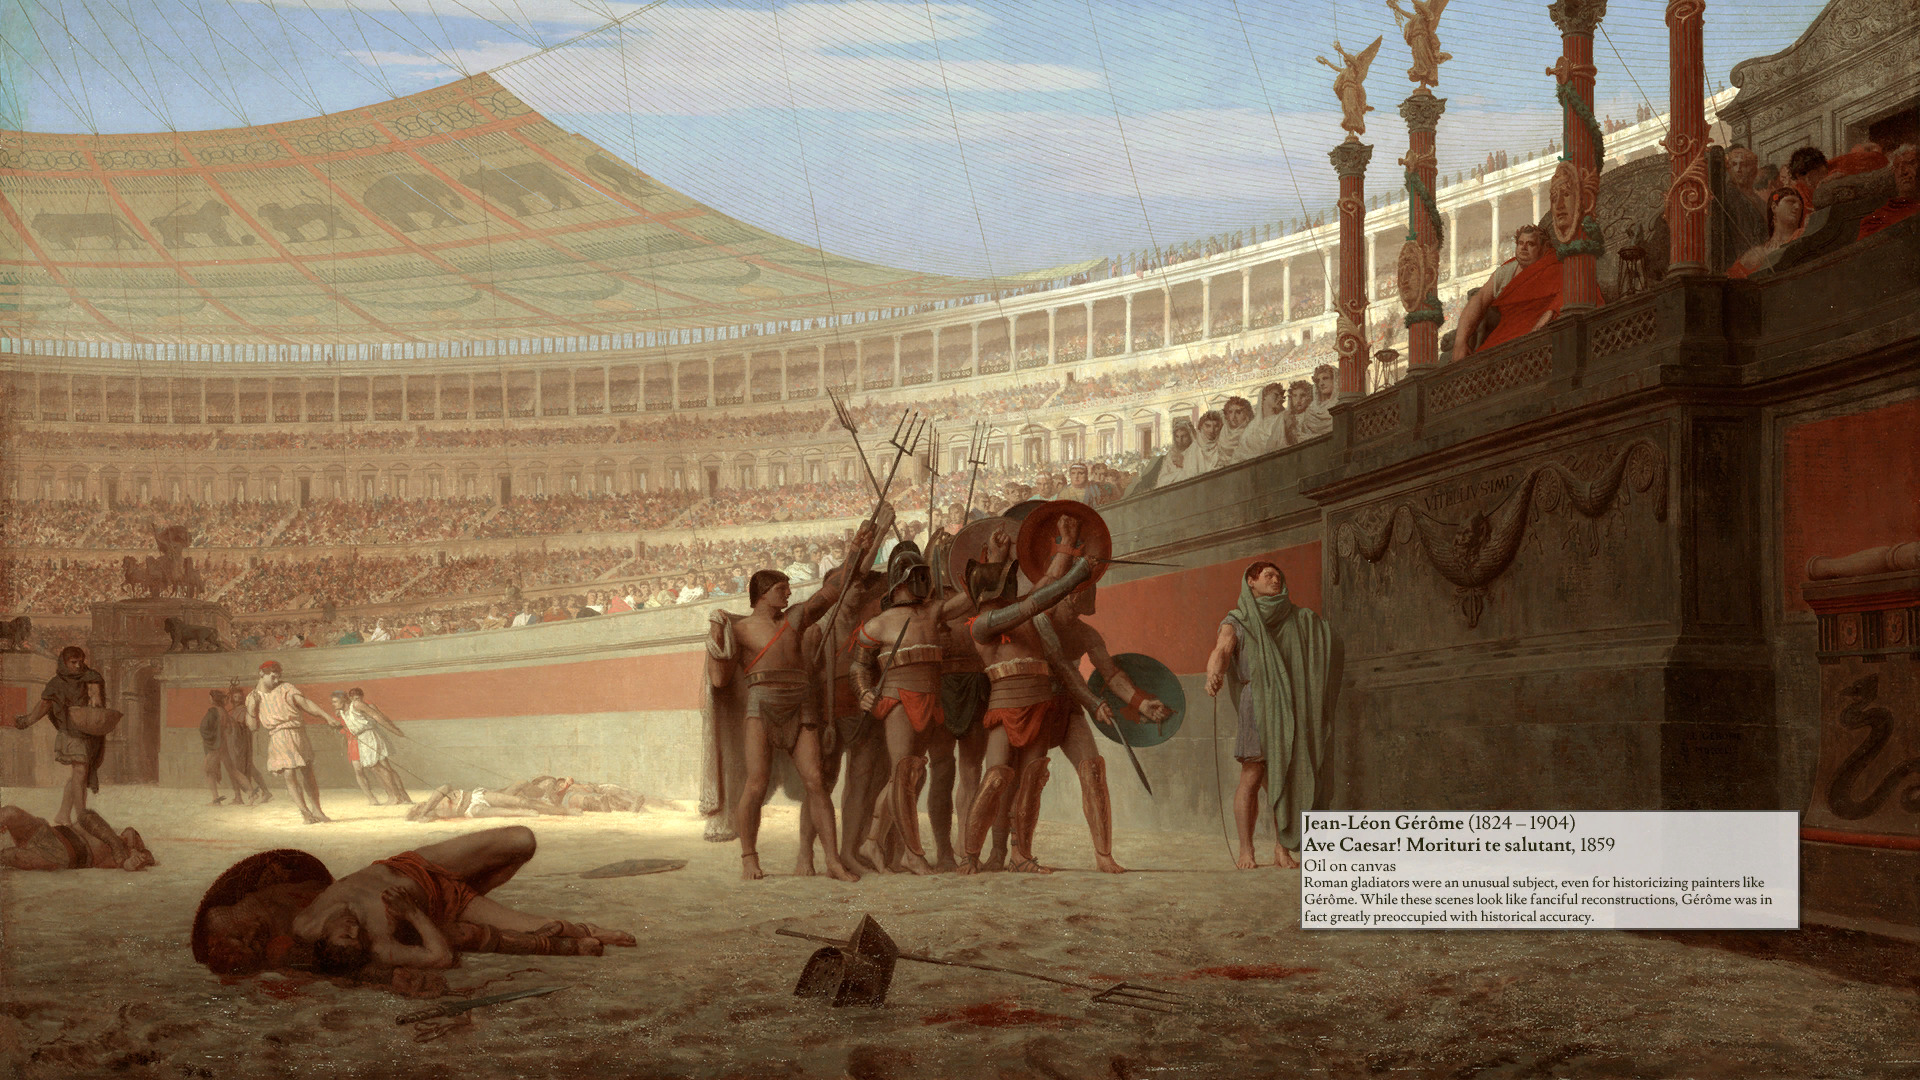 VITELLIVS·IMP
Jean-Léon Gérôme (1824 – 1904)
Ave Caesar! Morituri te salutant, 1859
Oil on canvas
Roman gladiators were an unusual subject, even for historicizing painters like
Gérôme. While these scenes look like fanciful reconstructions, Gérôme was in
fact greatly preoccupied with historical accuracy.